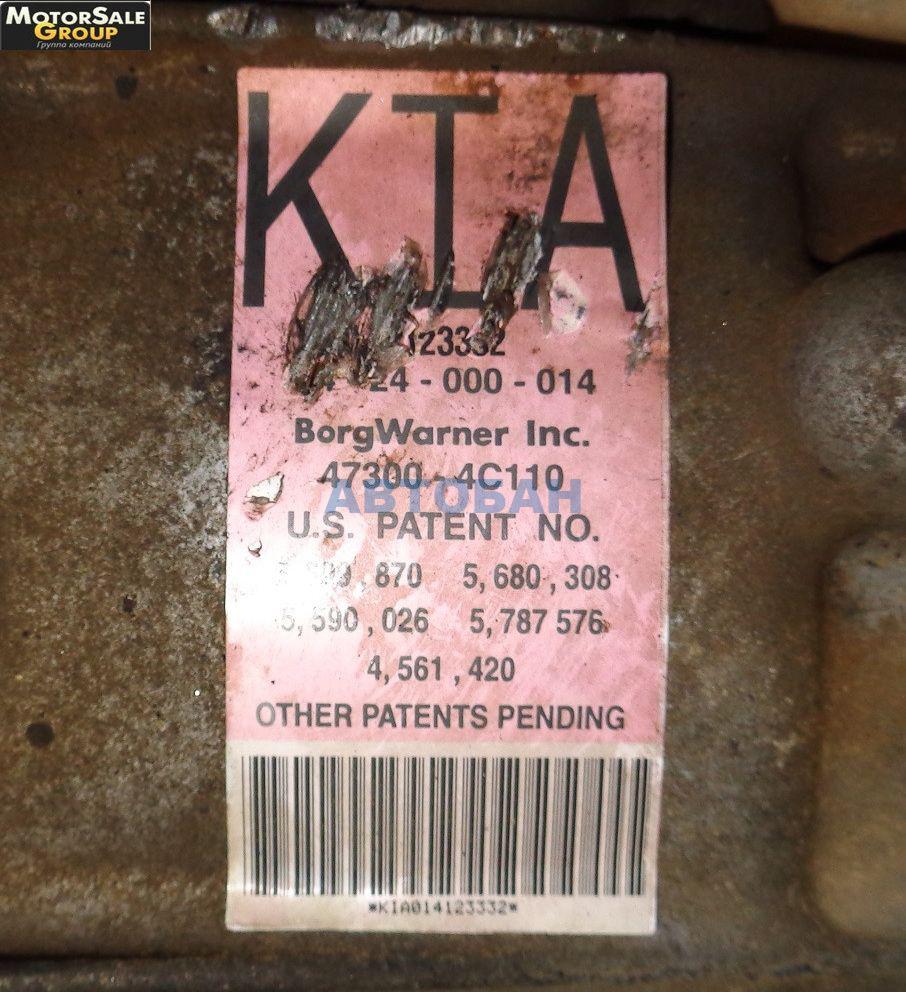 MOTORSALE
GROUP
Группа компаний
KIA
123332
24 - 000 - 014
BorgWarner Inc.
47300 - 4C110
АВТОБАН
U.S. PATENT NO.
,870 5,680,308
5,590,026 5,787 576
4,561,420
OTHER PATENTS PENDING
*KIA014123332*